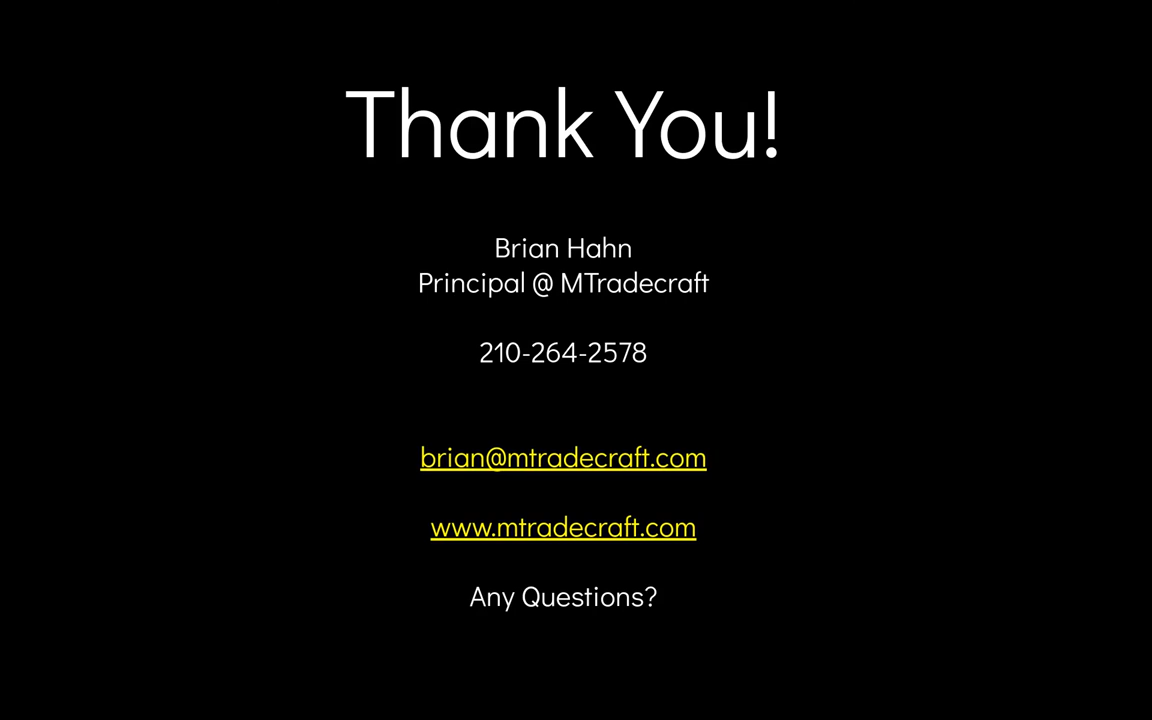 Thank You!
Brian Hahn
Principal @ MTradecraft
210-264-2578
brian@mtradecraft.com
www.mtradecraft.com
Any Questions?